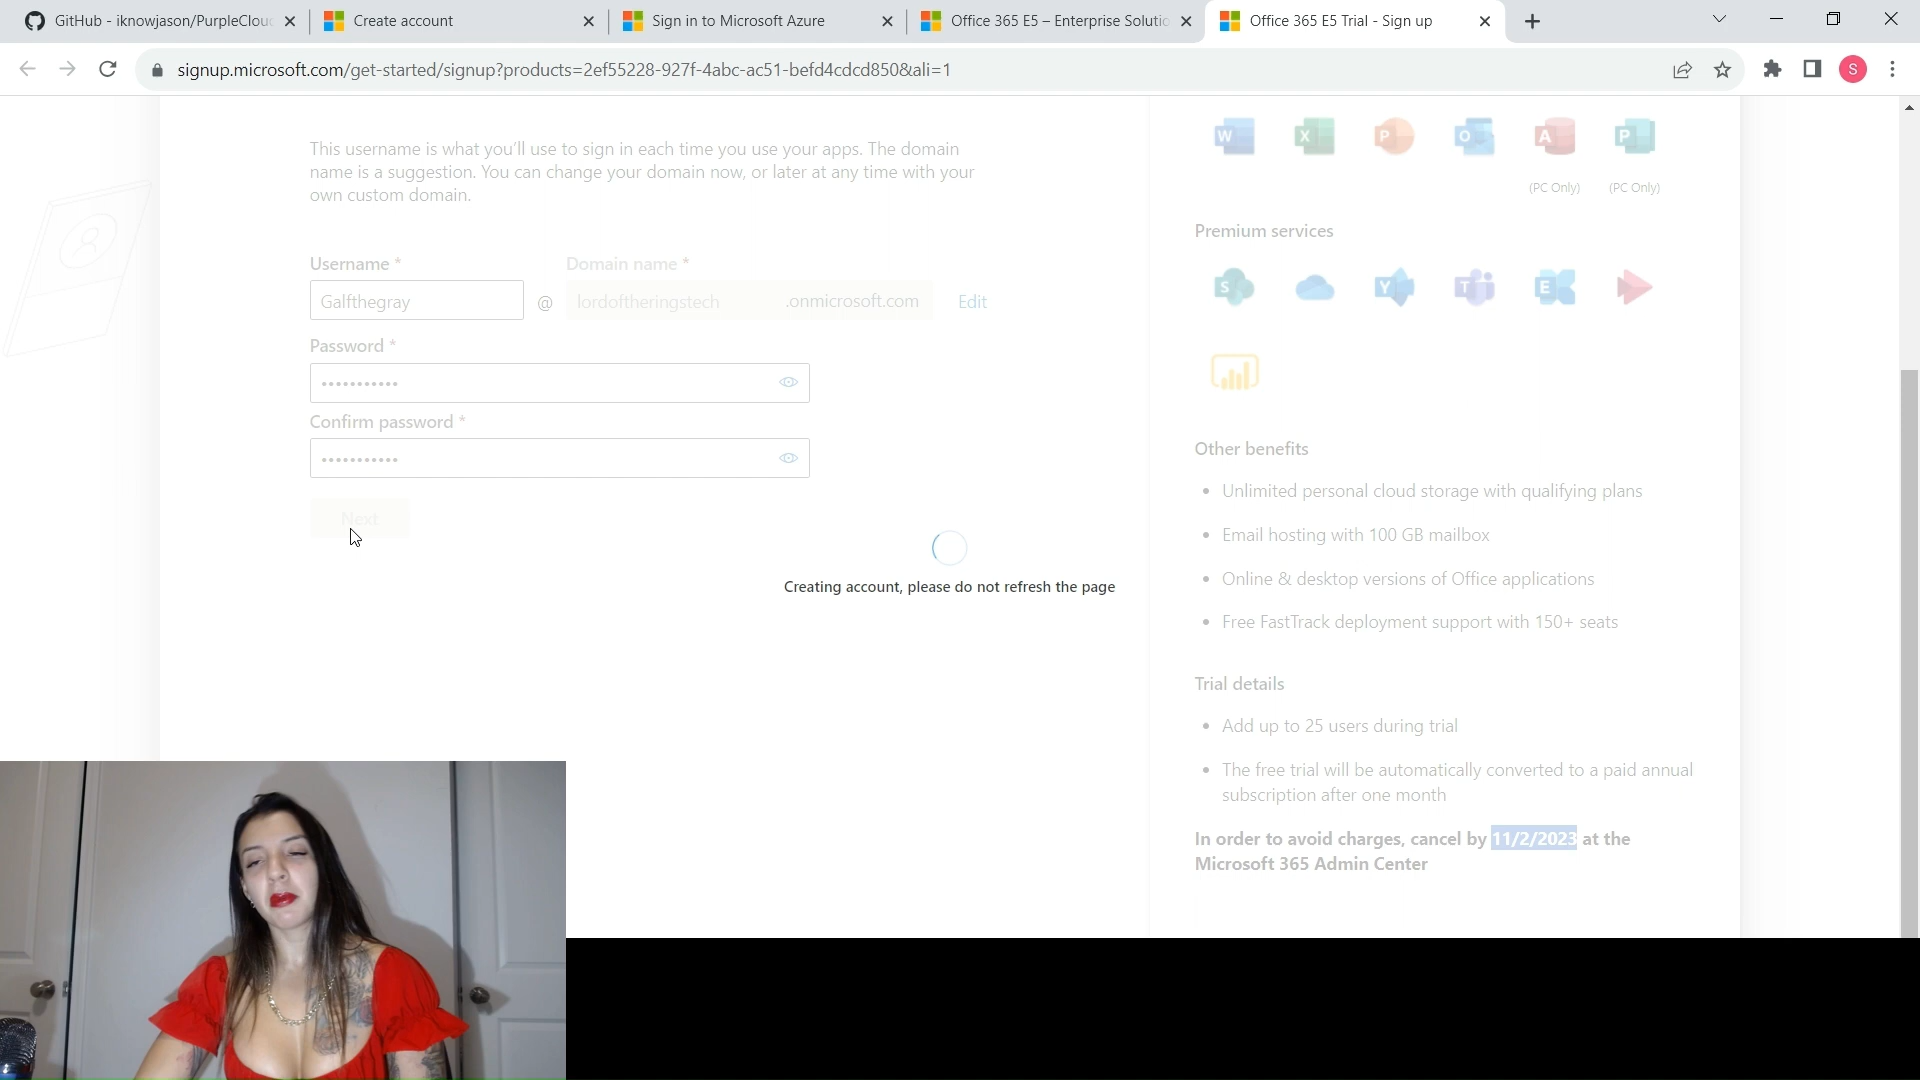 GitHub - iknowjason/PurpleClou
Create account
Sign in to Microsoft Azure
Office 365 E5 – Enterprise Solutio
Office 365 E5 Trial - Sign up
signup.microsoft.com/get-started/signup?products=2ef55228-927f-4abc-ac51-befd4cdcd850&ali=1
S
This username is what you'll use to sign in each time you use your apps. The domain
name is a suggestion. You can change your domain now, or later at any time with your
own custom domain.
Username *
Domain name *
Galfthegray
@
lordoftheringstech
.onmicrosoft.com
Edit
Password *
Confirm password *
Next
Creating account, please do not refresh the page
W
X
P
O
A
P
(PC Only)
(PC Only)
Premium services
S
Y
T
E
Other benefits
• Unlimited personal cloud storage with qualifying plans
• Email hosting with 100 GB mailbox
• Online & desktop versions of Office applications
• Free FastTrack deployment support with 150+ seats
Trial details
• Add up to 25 users during trial
• The free trial will be automatically converted to a paid annual
subscription after one month
In order to avoid charges, cancel by 11/2/2023 at the
Microsoft 365 Admin Center